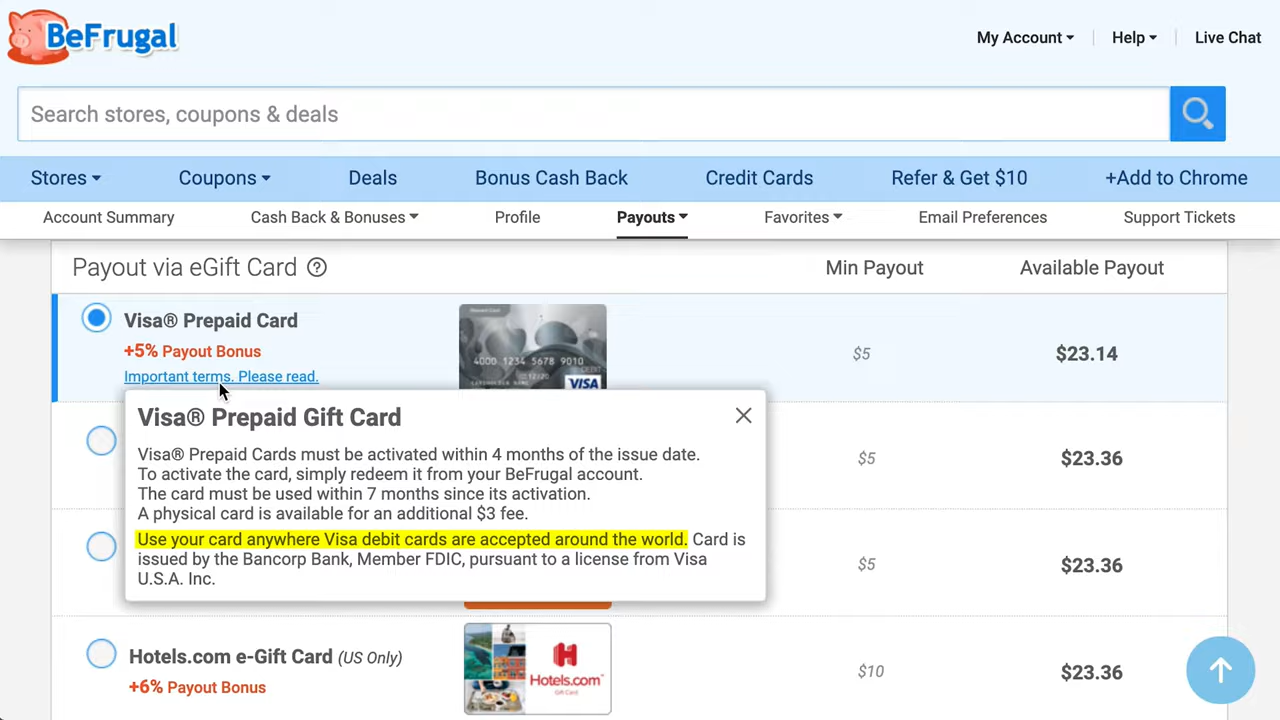 BeFrugal
My Account
Help
Live Chat
Search stores, coupons & deals
Stores
Coupons
Deals
Bonus Cash Back
Credit Cards
Refer & Get $10
+Add to Chrome
Account Summary
Cash Back & Bonuses
Profile
Payouts
Favorites
Email Preferences
Support Tickets
Payout via eGift Card ?
Min Payout
Available Payout
Visa® Prepaid Card
+5% Payout Bonus
Important terms. Please read.
4000 1234 5678 9010
12/20
CARDHOLDER NAME
VISA
$5
$23.14
Visa® Prepaid Gift Card
Visa® Prepaid Cards must be activated within 4 months of the issue date.
To activate the card, simply redeem it from your BeFrugal account.
The card must be used within 7 months since its activation.
A physical card is available for an additional $3 fee.
Use your card anywhere Visa debit cards are accepted around the world. Card is
issued by the Bancorp Bank, Member FDIC, pursuant to a license from Visa
U.S.A. Inc.
$5
$23.36
$5
$23.36
Hotels.com e-Gift Card (US Only)
+6% Payout Bonus
Hotels.com
Gift Card
$10
$23.36